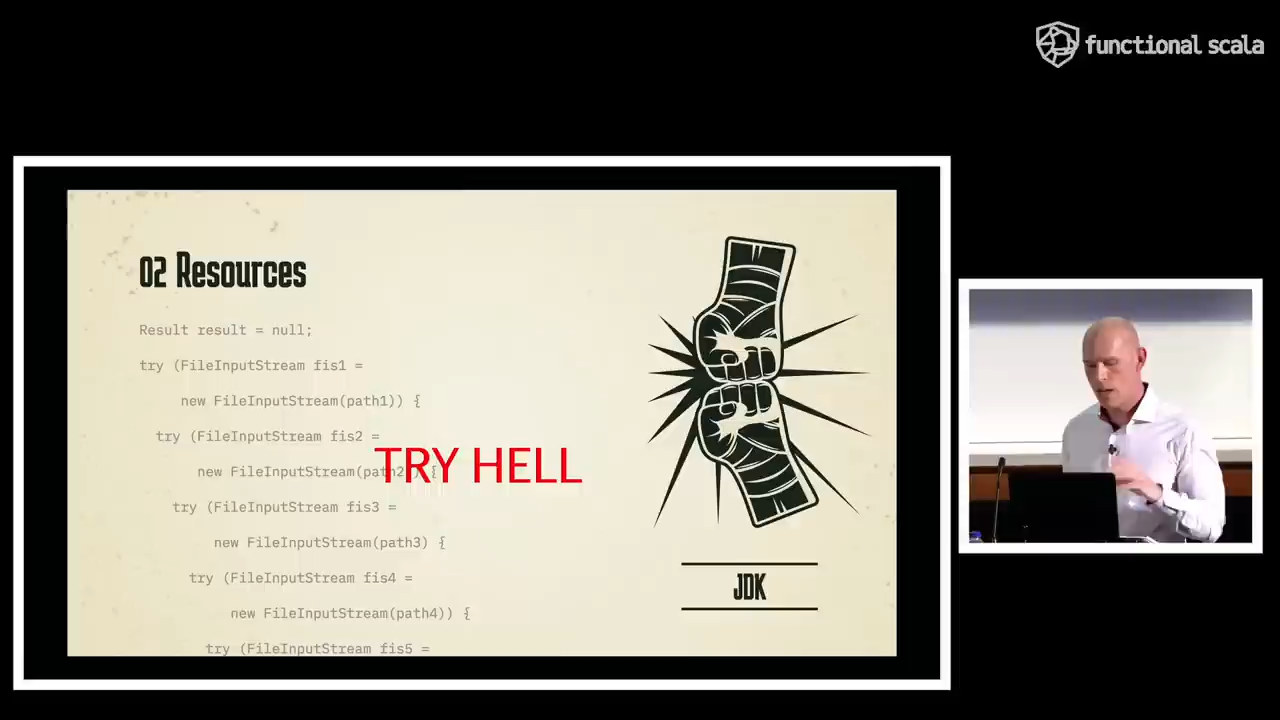 functional scala
02 Resources
Result result = null;
try (FileInputStream fis1 =
new FileInputStream(path1)) {
try (FileInputStream fis2 =
new FileInputStream(path2)) {
TRY HELL
try (FileInputStream fis3 =
new FileInputStream(path3) {
try (FileInputStream fis4 =
new FileInputStream(path4)) {
try (FileInputStream fis5 =
JDK